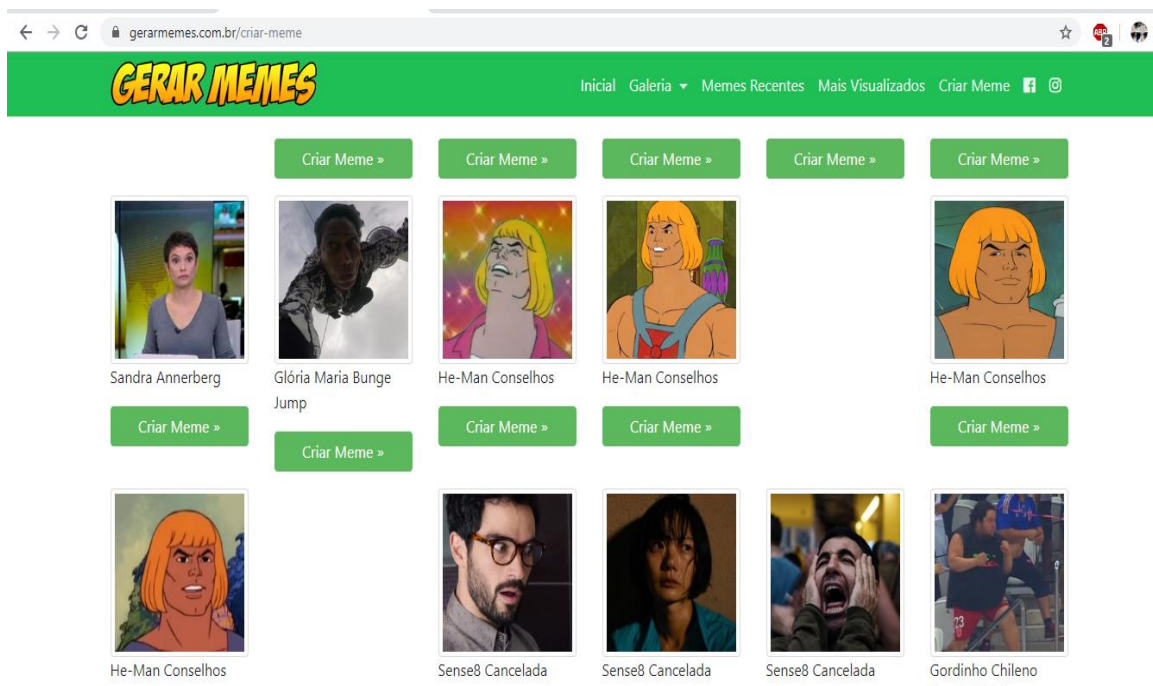 gerarmemes.com.br/criar-meme
ABP
2
GERAR MEMES
Inicial Galeria Memes Recentes Mais Visualizados Criar Meme
Criar Meme » Criar Meme » Criar Meme » Criar Meme » Criar Meme »
Sandra Annerberg
Glória Maria Bunge
Jump
He-Man Conselhos
He-Man Conselhos
He-Man Conselhos
Criar Meme »
Criar Meme »
Criar Meme »
Criar Meme »
Criar Meme »
23
He-Man Conselhos
Sense8 Cancelada
Sense8 Cancelada
Sense8 Cancelada
Gordinho Chileno